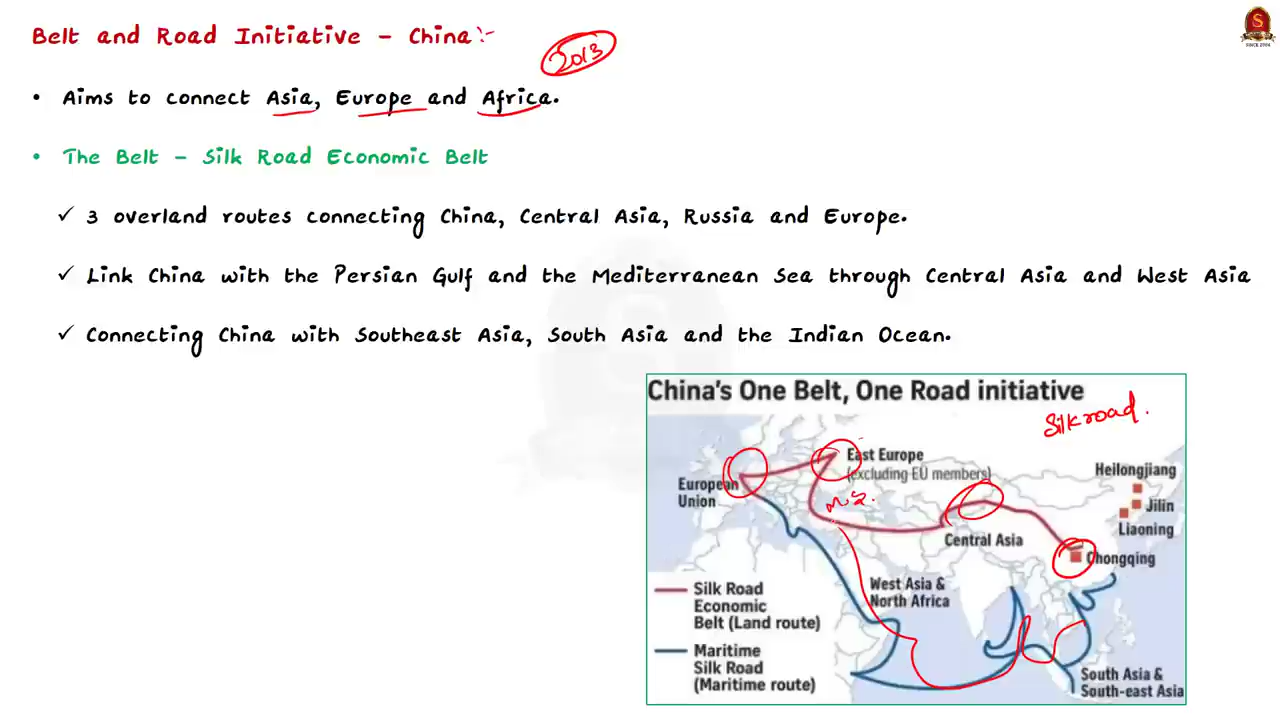 Belt and Road Initiative - China:-
2013
• Aims to connect Asia, Europe and Africa.
• The Belt - Silk Road Economic Belt
✓ 3 overland routes connecting China, Central Asia, Russia and Europe.
✓ Link China with the Persian Gulf and the Mediterranean Sea through Central Asia and West Asia
✓ Connecting China with Southeast Asia, South Asia and the Indian Ocean.
China's One Belt, One Road initiative
Silk road.
East Europe
(excluding EU members)
European
Union
M.S.
Heilongjiang
Jilin
Liaoning
Central Asia
Chongqing
West Asia &
North Africa
Silk Road
Economic
Belt (Land route)
Maritime
Silk Road
(Maritime route)
South Asia &
South-east Asia
S
SINCE 2004